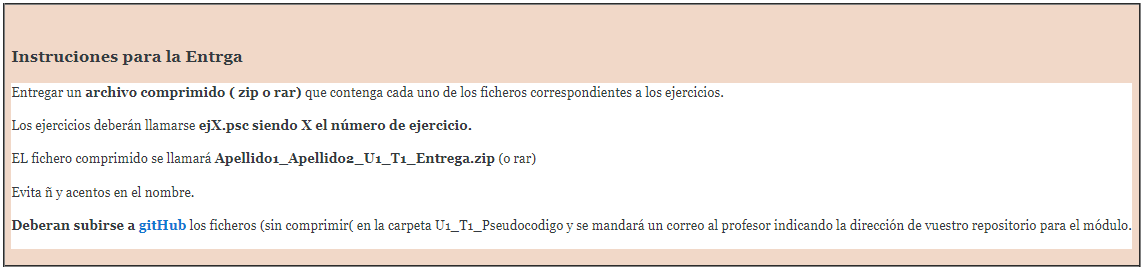 Instruciones para la Entrga
Entregar un archivo comprimido ( zip o rar) que contenga cada uno de los ficheros correspondientes a los ejercicios.
Los ejercicios deberán llamarse ejX.psc siendo X el número de ejercicio.
EL fichero comprimido se llamará Apellido1_Apellido2_U1_T1_Entrega.zip (o rar)
Evita ñ y acentos en el nombre.
Deberan subirse a gitHub los ficheros (sin comprimir( en la carpeta U1_T1_Pseudocodigo y se mandará un correo al profesor indicando la dirección de vuestro repositorio para el módulo.